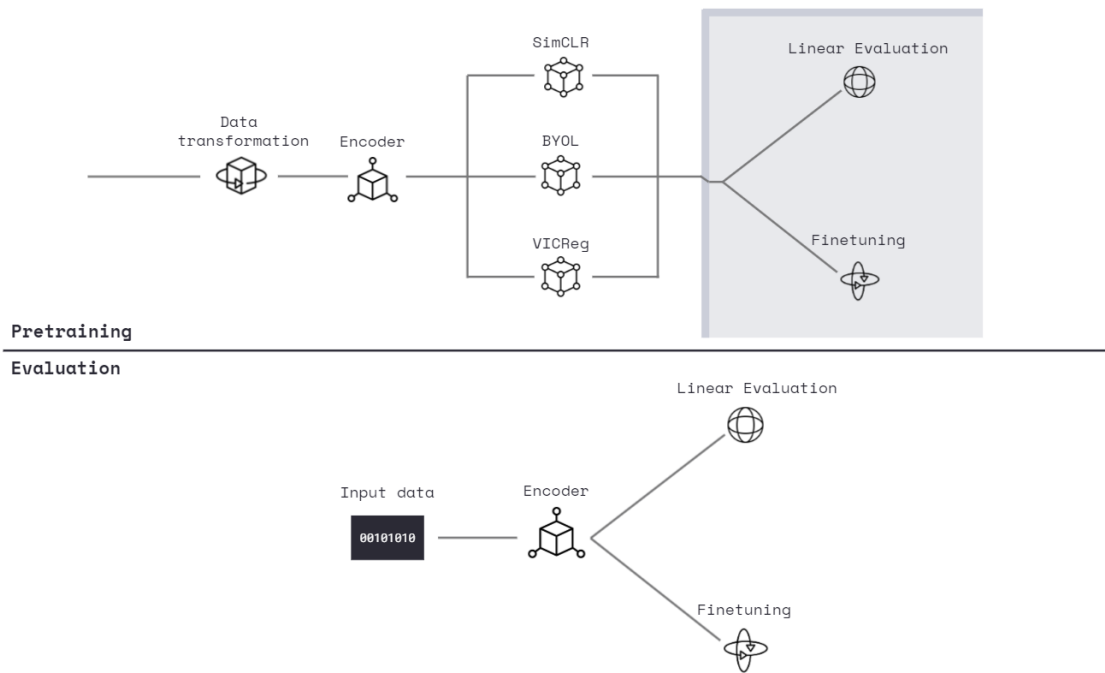 SimCLR
Linear Evaluation
Data
transformation
Encoder
BYOL
VICReg
Finetuning
Pretraining
Evaluation
Linear Evaluation
Input data
Encoder
00101010
Finetuning